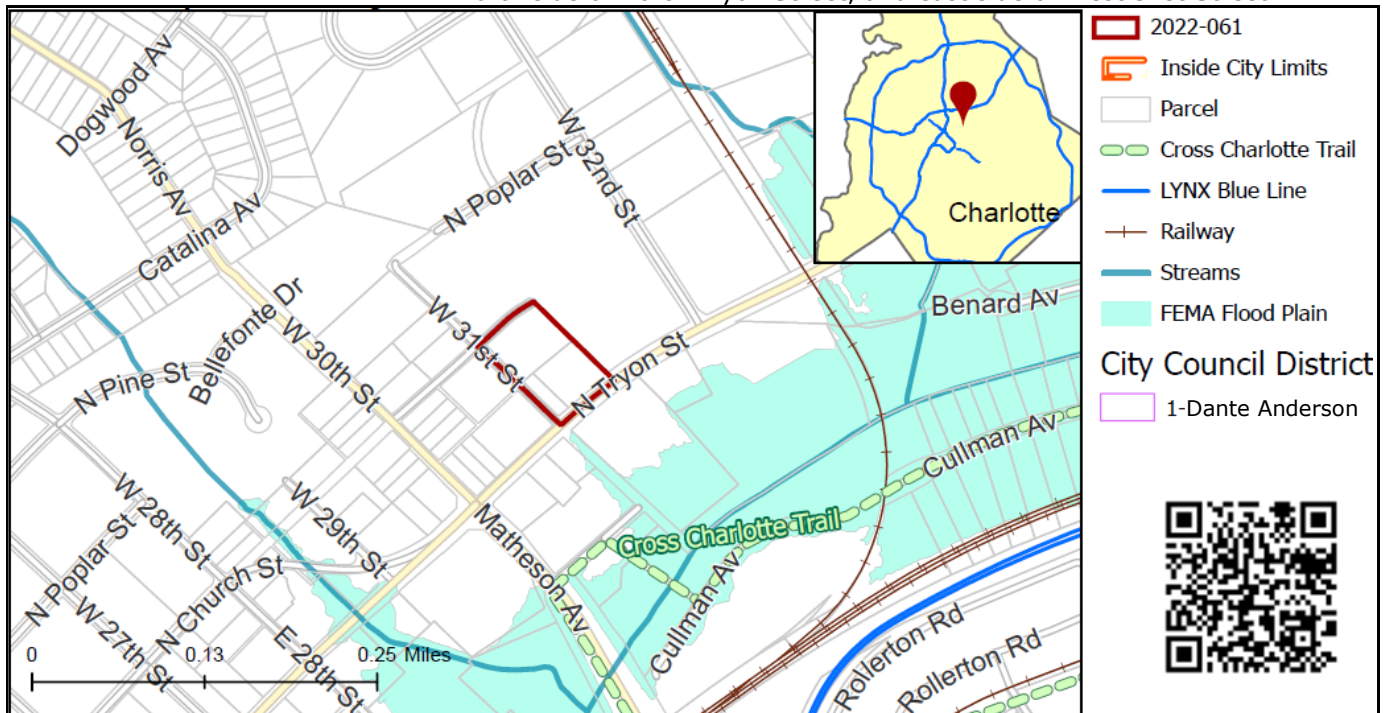 Dogwood Av
Norris Av
Catalina Av
N Poplar St
W 32nd St
Bellefonte Dr
W 31st St
W 30th St
N Pine St
N Tryon St
Benard Av
Cullman Av
W 28th St
W 29th St
Matheson Av
Cross Charlotte Trail
N Poplar St
N Church St
Cullman Av
W 27th St
E 28th St
Rollerton Rd
Rollerton Rd
0 0.13 0.25 Miles
Charlotte
2022-061
Inside City Limits
Parcel
Cross Charlotte Trail
LYNX Blue Line
Railway
Streams
FEMA Flood Plain
City Council District
1-Dante Anderson